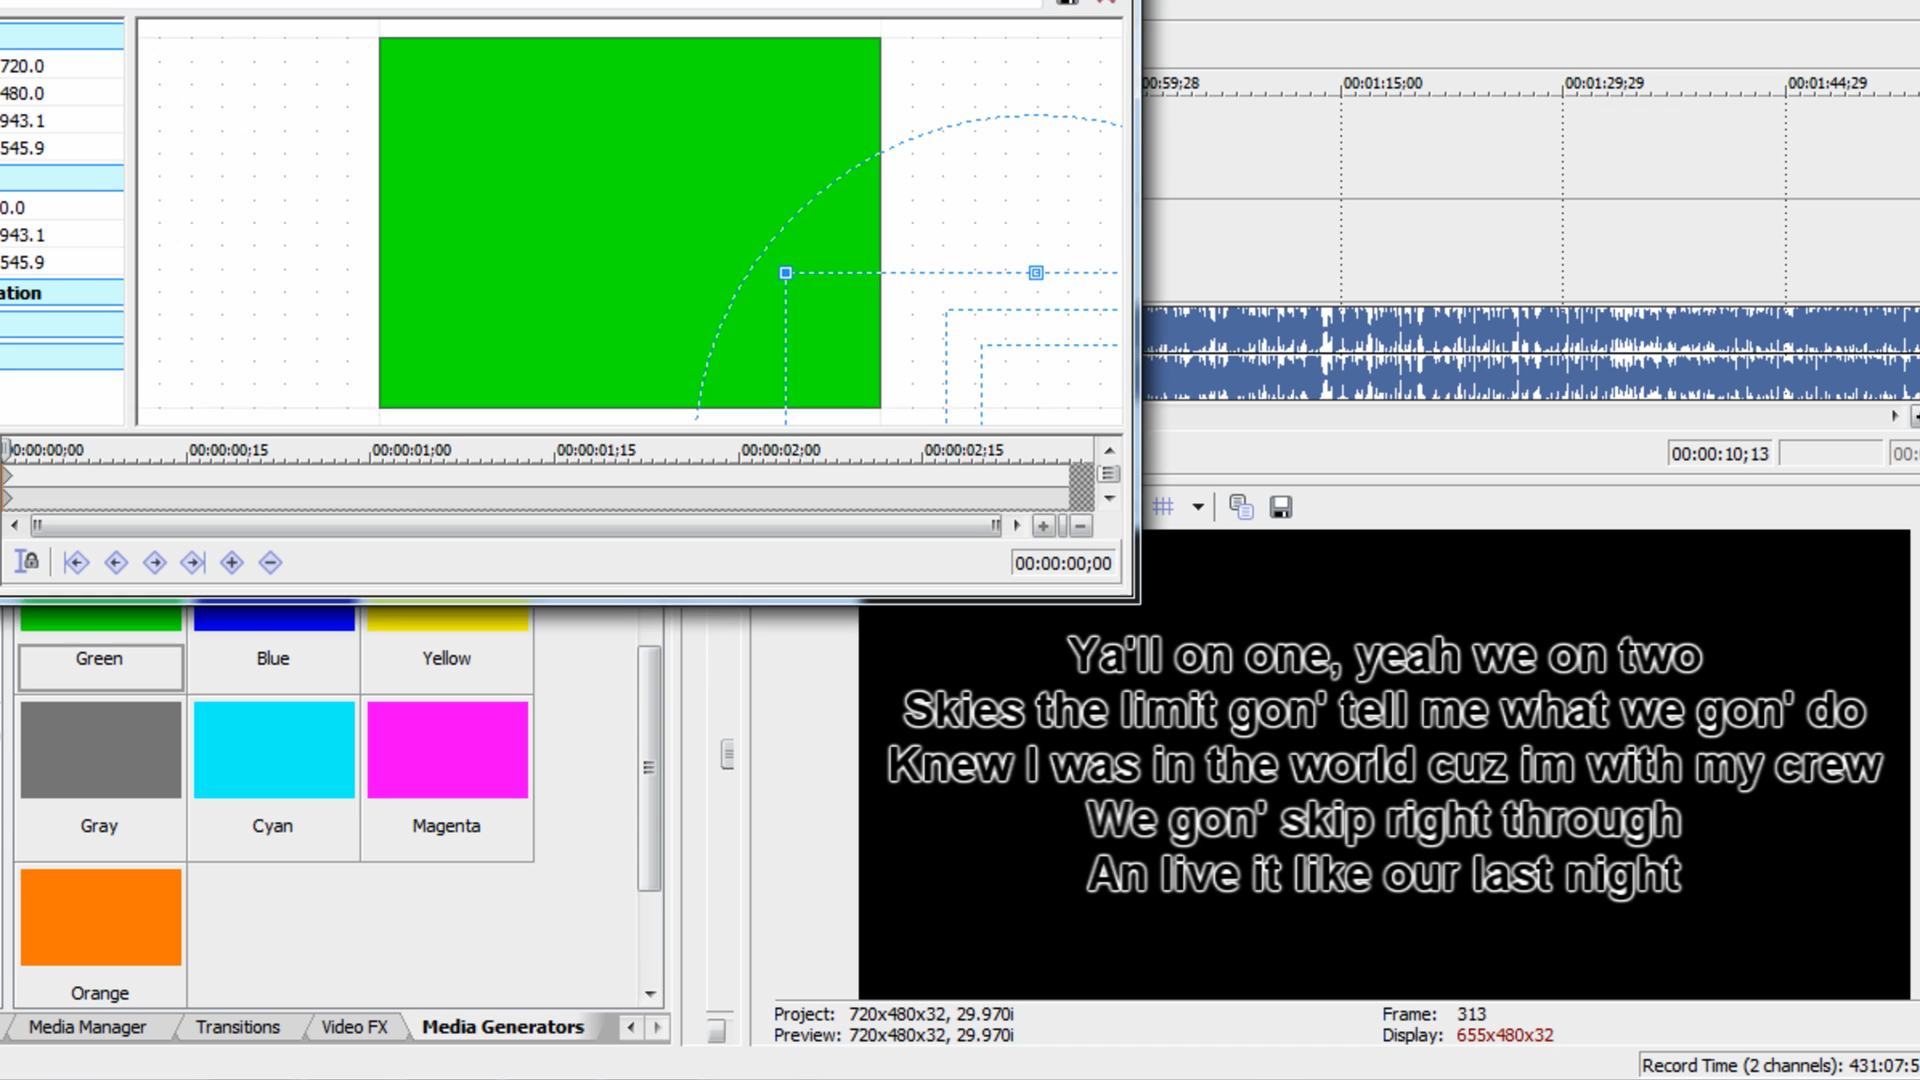 720.0
480.0
943.1
545.9
0.0
943.1
545.9
ation
00:00:00;15
00:00:01;00
00:00:01;15
00:00:02;00
00:00:02;15
00:00:00;00
00:59;28
00:01:15;00
00:01:29;29
00:01:44;29
00:00:10;13
00:
Green
Blue
Yellow
Gray
Cyan
Magenta
Orange
Media Manager
Transitions
Video FX
Media Generators
Ya'll on one, yeah we on two
Skies the limit gon' tell me what we gon' do
Knew I was in the world cuz im with my crew
We gon' skip right through
An live it like our last night
Project: 720x480x32, 29.970i
Preview: 720x480x32, 29.970i
Frame: 313
Display: 655x480x32
Record Time (2 channels): 431:07:5